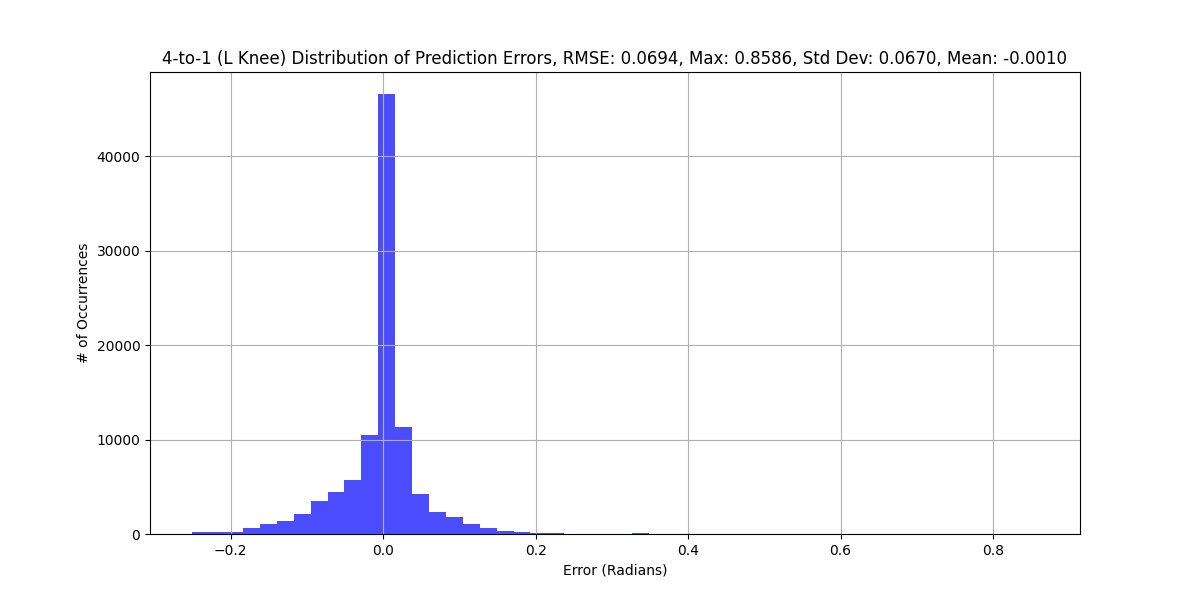 4-to-1 (L Knee) Distribution of Prediction Errors, RMSE: 0.0694, Max: 0.8586, Std Dev: 0.0670, Mean: -0.0010
# of Occurrences
40000
30000
20000
10000
0
−0.2 0.0 0.2 0.4 0.6 0.8
Error (Radians)